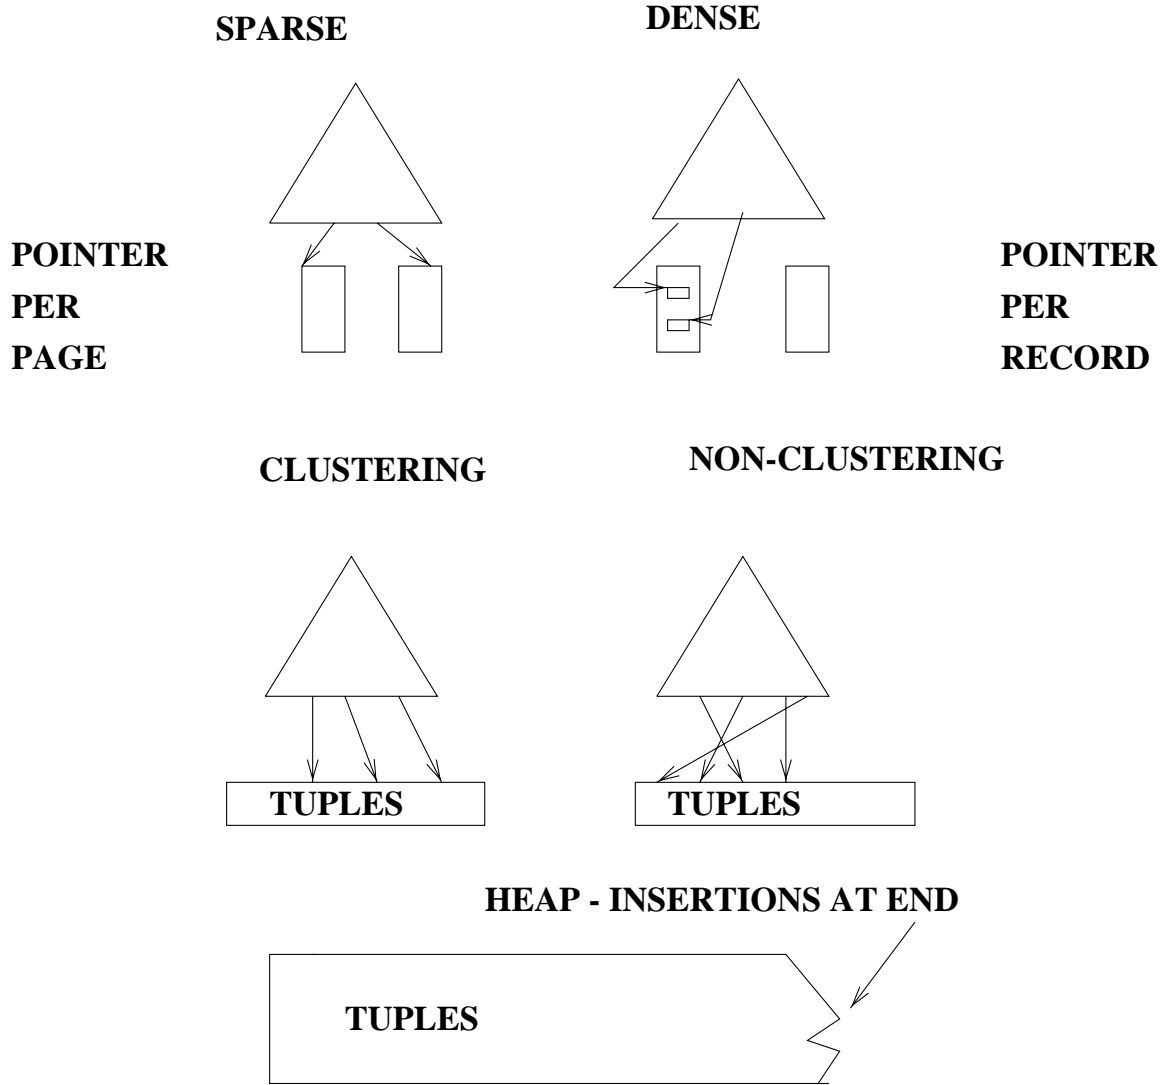 SPARSE
DENSE
POINTER
PER
PAGE
POINTER
PER
RECORD
CLUSTERING
NON-CLUSTERING
TUPLES
TUPLES
HEAP - INSERTIONS AT END
TUPLES